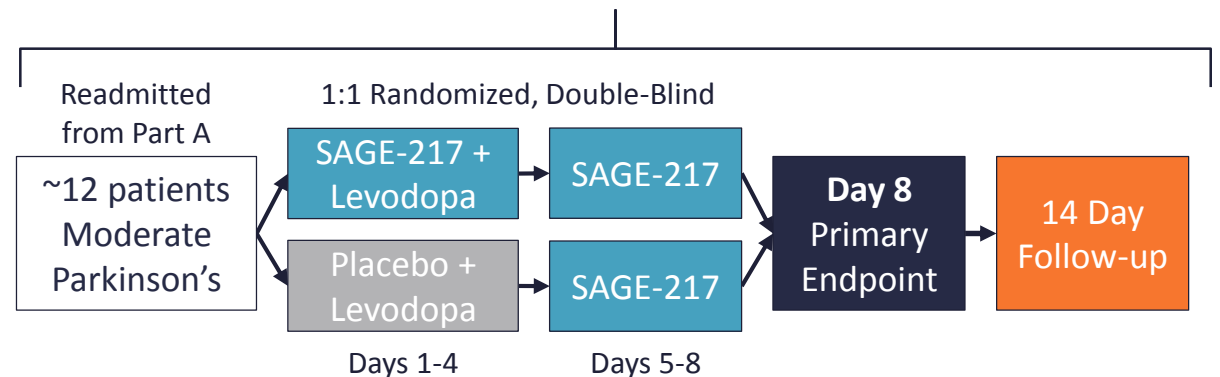 Readmitted
from Part A
1:1 Randomized, Double-Blind
~12 patients
Moderate
Parkinson's
SAGE-217 +
Levodopa
SAGE-217
Placebo +
Levodopa
SAGE-217
Day 8
Primary
Endpoint
14 Day
Follow-up
Days 1-4
Days 5-8